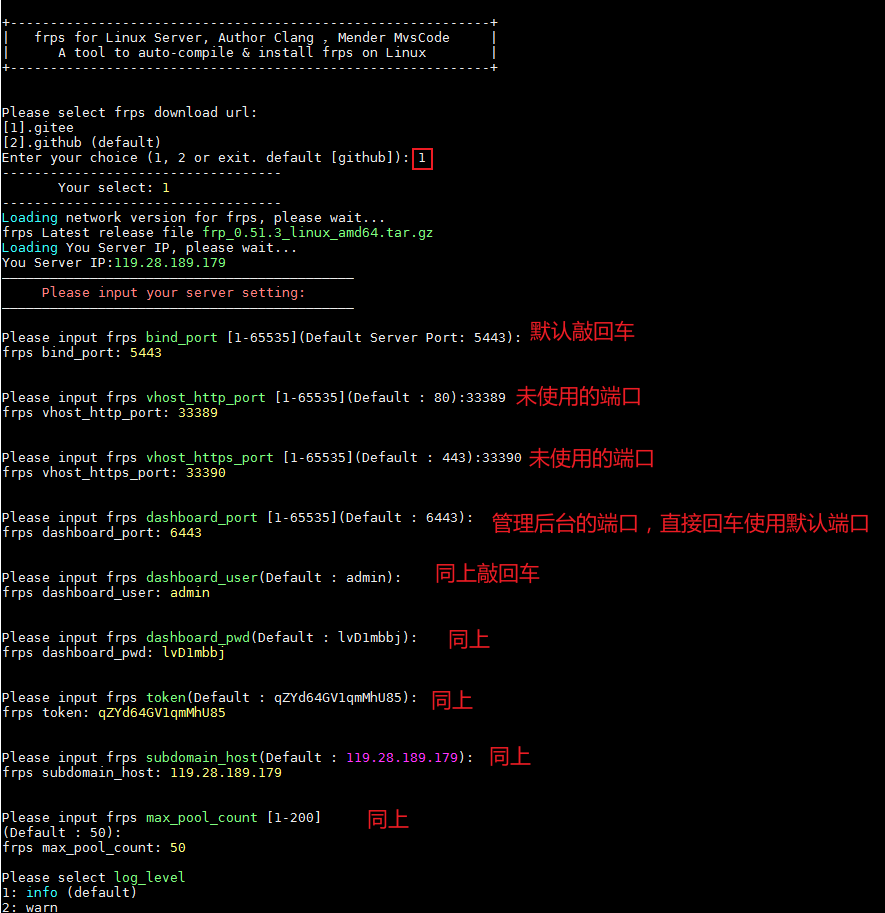 +------------------------------------------------------------+
|   frps for Linux Server, Author Clang , Mender MvsCode     |
|      A tool to auto-compile & install frps on Linux        |
+------------------------------------------------------------+
Please select frps download url:
[1].gitee
[2].github (default)
Enter your choice (1, 2 or exit. default [github]): 1
-----------------------------------
       Your select: 1
-----------------------------------
Loading network version for frps, please wait...
frps Latest release file frp_0.51.3_linux_amd64.tar.gz
Loading You Server IP, please wait...
You Server IP:119.28.189.179
————————————————————————————————————————————
     Please input your server setting:
————————————————————————————————————————————
Please input frps bind_port [1-65535](Default Server Port: 5443): 默认敲回车
frps bind_port: 5443
Please input frps vhost_http_port [1-65535](Default : 80):33389 未使用的端口
frps vhost_http_port: 33389
Please input frps vhost_https_port [1-65535](Default : 443):33390 未使用的端口
frps vhost_https_port: 33390
Please input frps dashboard_port [1-65535](Default : 6443): 管理后台的端口，直接回车使用默认端口
frps dashboard_port: 6443
Please input frps dashboard_user(Default : admin): 同上敲回车
frps dashboard_user: admin
Please input frps dashboard_pwd(Default : lvD1mbbj): 同上
frps dashboard_pwd: lvD1mbbj
Please input frps token(Default : qZYd64GV1qmMhU85): 同上
frps token: qZYd64GV1qmMhU85
Please input frps subdomain_host(Default : 119.28.189.179): 同上
frps subdomain_host: 119.28.189.179
Please input frps max_pool_count [1-200] 同上
(Default : 50):
frps max_pool_count: 50
Please select log_level
1: info (default)
2: warn